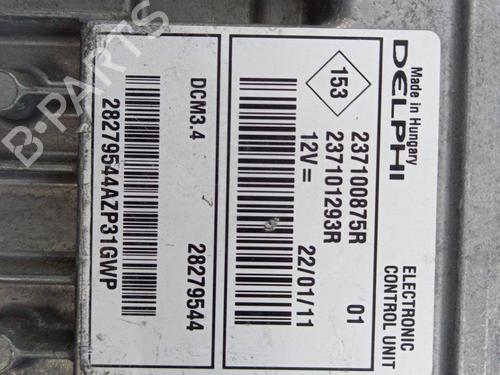 DELPHI
Made in Hungary
ELECTRONIC
CONTROL UNIT
153
237100875R 01
237101293R
12V = 22/01/11
DCM3.4 28279544
28279544AZP31GWP
B-PARTS